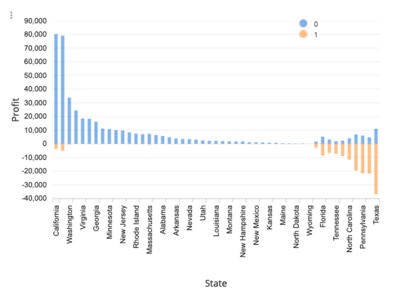 0
1
90,000
80,000
70,000
60,000
50,000
40,000
30,000
20,000
10,000
0
-10,000
-20,000
-30,000
-40,000
Profit
California
Washington
Virginia
Georgia
Minnesota
New Jersey
Rhode Island
Massachusetts
Alabama
Arkansas
Nevada
Utah
Louisiana
Montana
New Hampshire
New Mexico
Kansas
Maine
North Dakota
Wyoming
Florida
Tennessee
North Carolina
Pennsylvania
Texas
State